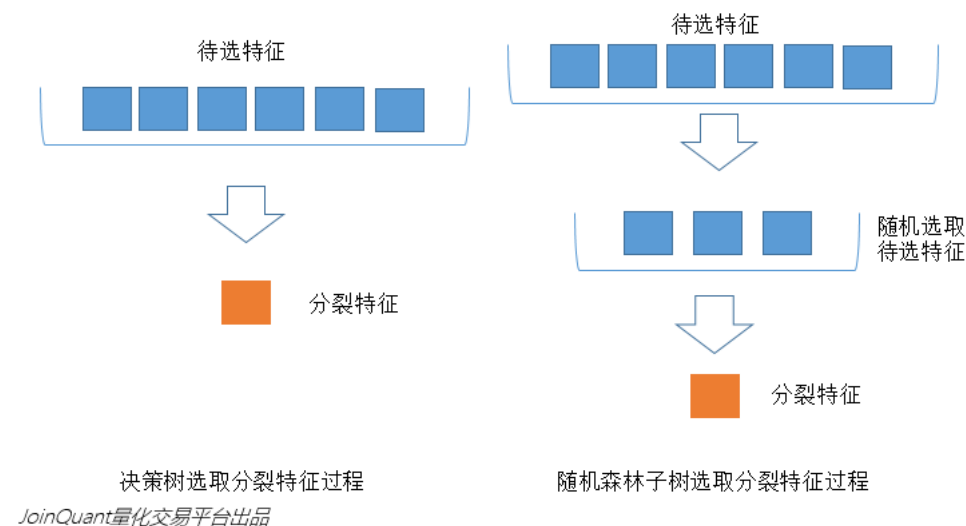 待选特征
分裂特征
决策树选取分裂特征过程
待选特征
随机选取
待选特征
分裂特征
随机森林子树选取分裂特征过程
JoinQuant量化交易平台出品